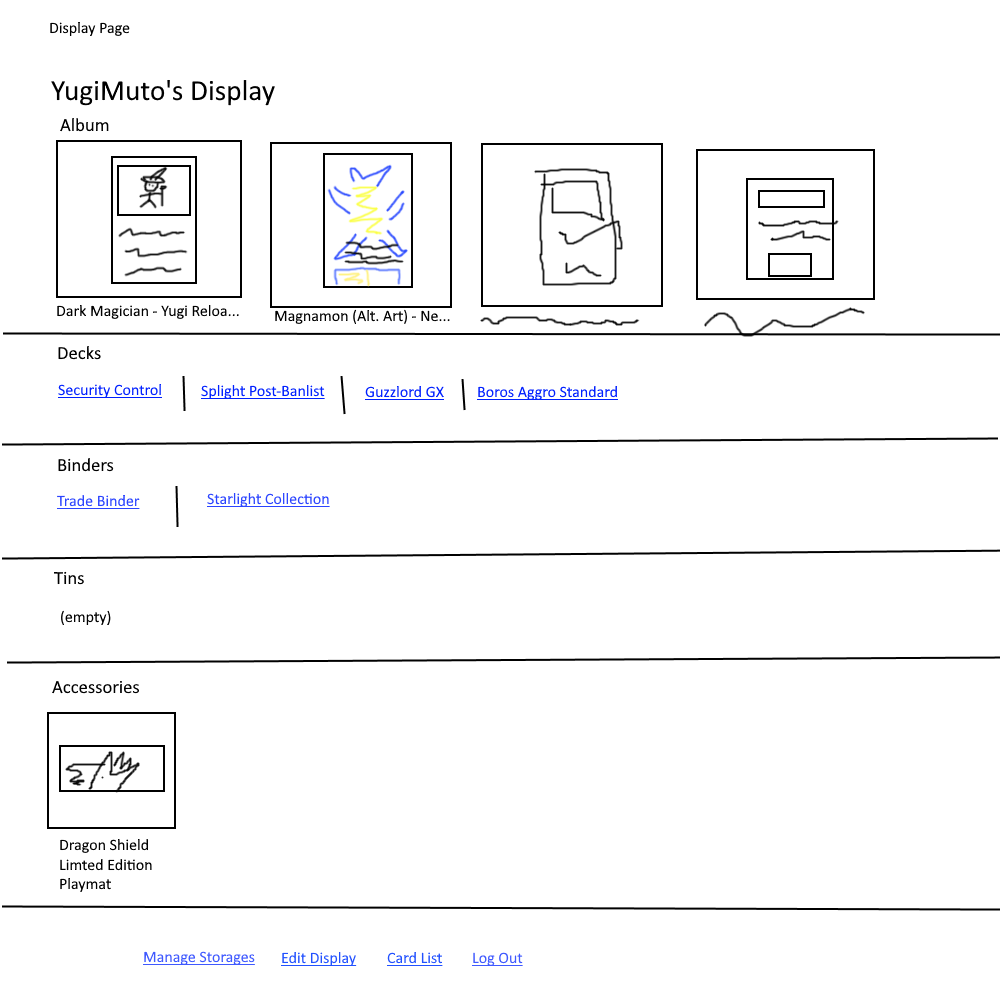 Display Page
YugiMuto's Display
Album
Dark Magician - Yugi Reloa...
Magnamon (Alt. Art) - Ne...
Decks
Security Control
Splight Post-Banlist
Guzzlord GX
Boros Aggro Standard
Binders
Trade Binder
Starlight Collection
Tins
(empty)
Accessories
Dragon Shield
Limted Edition
Playmat
Manage Storages
Edit Display
Card List
Log Out